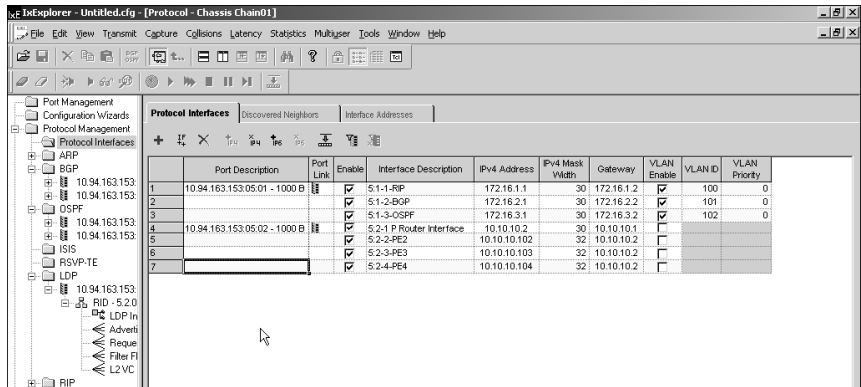 IxExplorer - Untitled.cfg - [Protocol - Chassis Chain01]
File Edit View Transmit Capture Collisions Latency Statistics Multiuser Tools Window Help
Port Management
Configuration Wizards
Protocol Management
Protocol Interfaces
ARP
BGP
10.94.163.153:
10.94.163.153:
OSPF
10.94.163.153:
10.94.163.153:
ISIS
RSVP-TE
LDP
10.94.163.153:
RID - 5.2.0
LDP In
Adverti
Reque
Filter F
L2 VC
RIP
Protocol Interfaces Discovered Neighbors Interface Addresses
Port Description Port Link Enable Interface Description IPv4 Address IPv4 Mask Width Gateway VLAN Enable VLAN ID VLAN Priority
1 10.94.163.153:05:01 - 1000 B 5:1-1-RIP 172.16.1.1 30 172.16.1.2 100 0
2 5:1-2-BGP 172.16.2.1 30 172.16.2.2 101 0
3 5:1-3-OSPF 172.16.3.1 30 172.16.3.2 102 0
4 10.94.163.153:05:02 - 1000 B 5:2-1 P Router Interface 10.10.10.2 30 10.10.10.1
5 5:2-2-PE2 10.10.10.102 32 10.10.10.2
6 5:2-3-PE3 10.10.10.103 32 10.10.10.2
7 5:2-4-PE4 10.10.10.104 32 10.10.10.2